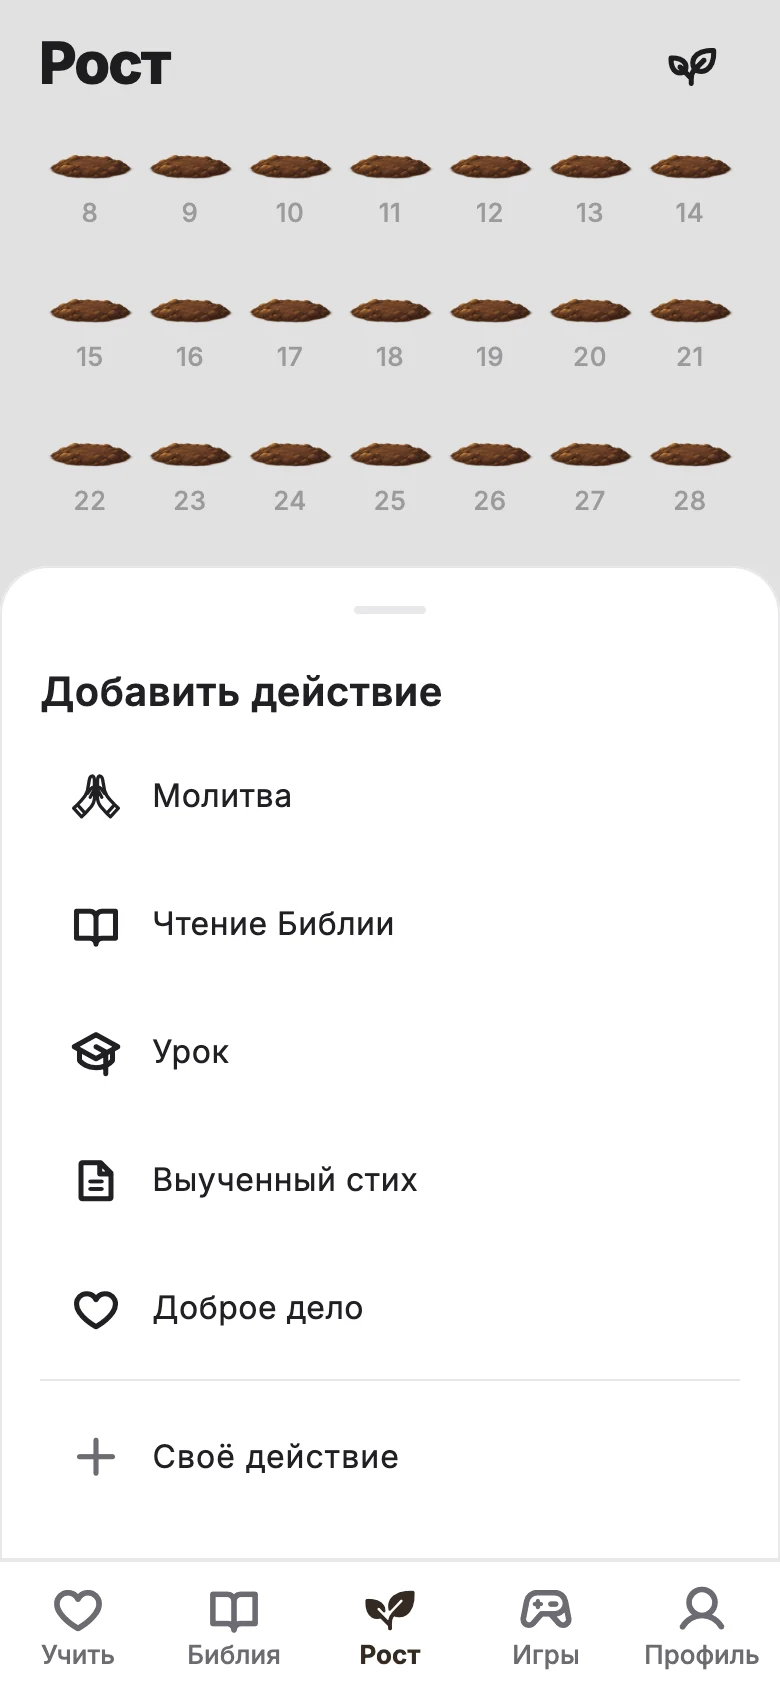 Рост
8 9 10 11 12 13 14
15 16 17 18 19 20 21
22 23 24 25 26 27 28
Добавить действие
Молитва
Чтение Библии
Урок
Выученный стих
Доброе дело
Своё действие
Учить Библия Рост Игры Профиль